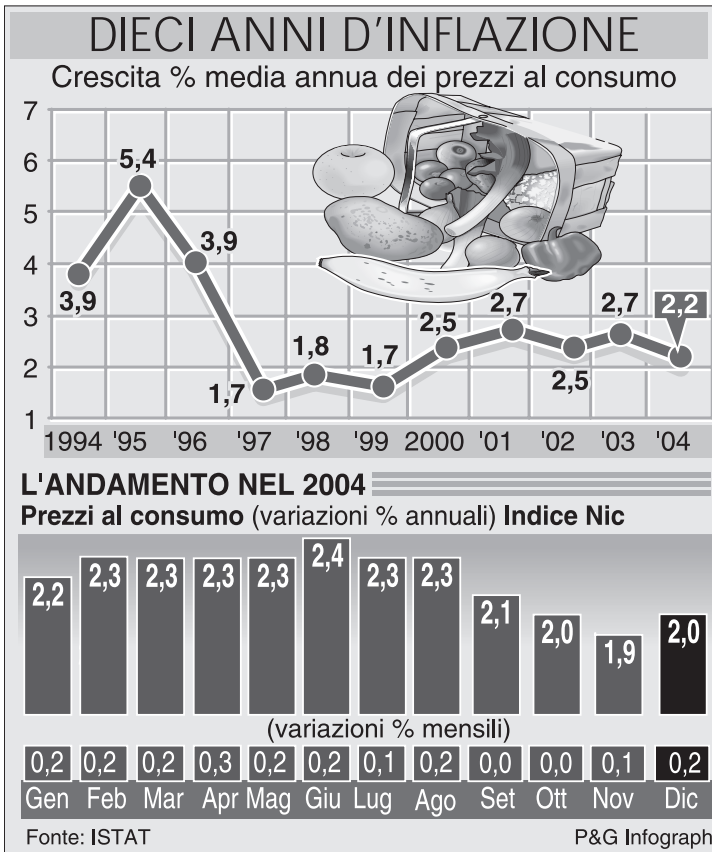 DIECI ANNI D'INFLAZIONE
Crescita % media annua dei prezzi al consumo
7
6
5
4
3
2
1
3,9
5,4
3,9
1,7
1,8
1,7
2,5
2,7
2,5
2,7
2,2
1994 '95 '96 '97 '98 '99 2000 '01 '02 '03 '04
L'ANDAMENTO NEL 2004
Prezzi al consumo (variazioni % annuali) Indice Nic
2,2 2,3 2,3 2,3 2,3 2,4 2,3 2,3 2,1 2,0 1,9 2,0
(variazioni % mensili)
0,2 0,2 0,2 0,3 0,2 0,2 0,1 0,2 0,0 0,0 0,1 0,2
Gen Feb Mar Apr Mag Giu Lug Ago Set Ott Nov Dic
Fonte: ISTAT P&G Infograph